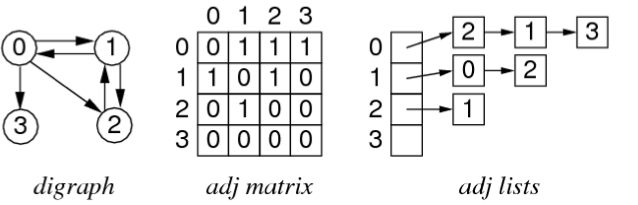 0 1
3 2
digraph
0 1 2 3
0 0 1 1 1
1 1 0 1 0
2 0 1 0 0
3 0 0 0 0
adj matrix
0 2 1 3
1 0 2
2 1
3
adj lists